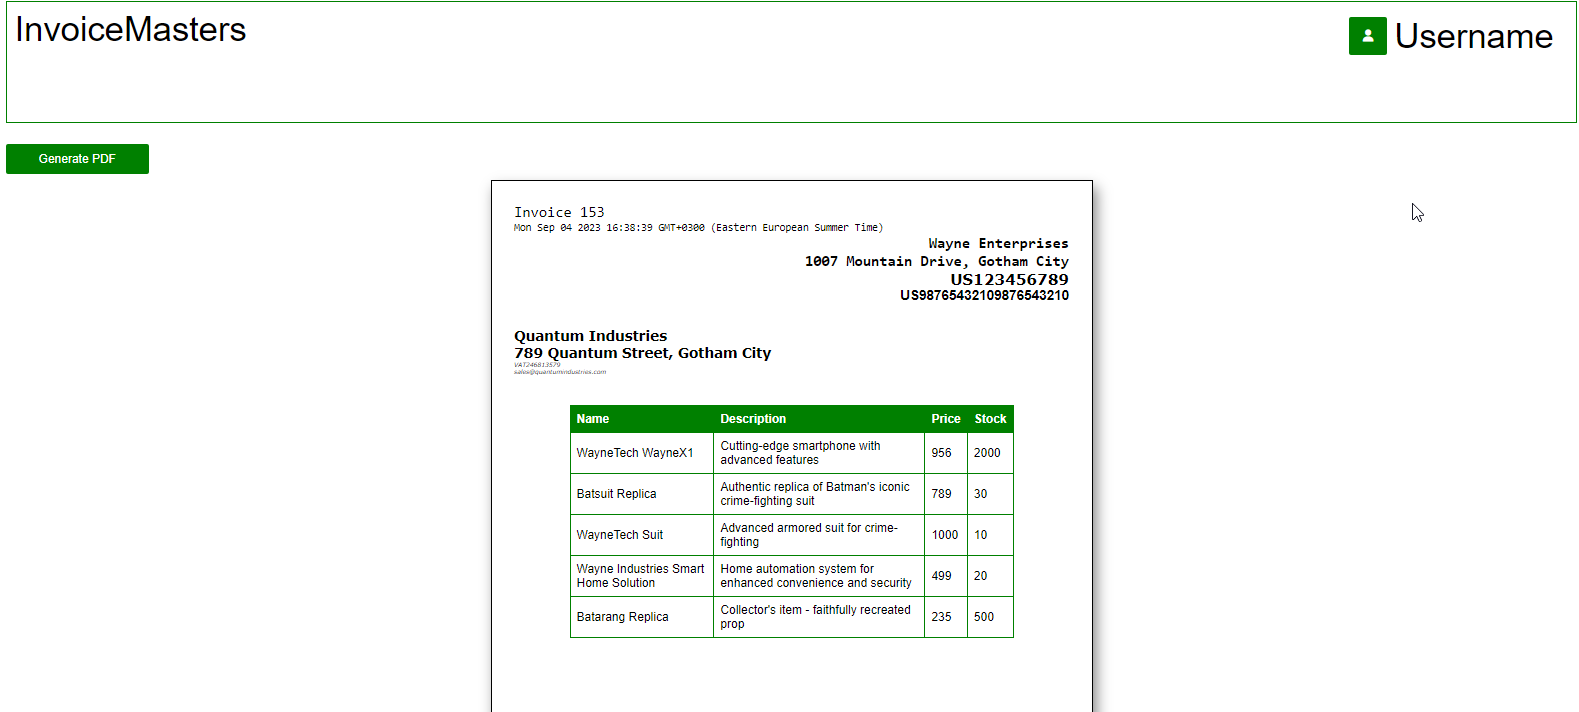 InvoiceMasters
Username
Generate PDF
Invoice 153
Mon Sep 04 2023 16:38:39 GMT+0300 (Eastern European Summer Time)
Wayne Enterprises
1007 Mountain Drive, Gotham City
US123456789
US98765432109876543210
Quantum Industries
789 Quantum Street, Gotham City
VAT246813579
sales@quantumindustries.com
Name Description Price Stock
WayneTech WayneX1 Cutting-edge smartphone with advanced features 956 2000
Batsuit Replica Authentic replica of Batman's iconic crime-fighting suit 789 30
WayneTech Suit Advanced armored suit for crime-fighting 1000 10
Wayne Industries Smart Home Solution Home automation system for enhanced convenience and security 499 20
Batarang Replica Collector's item - faithfully recreated prop 235 500